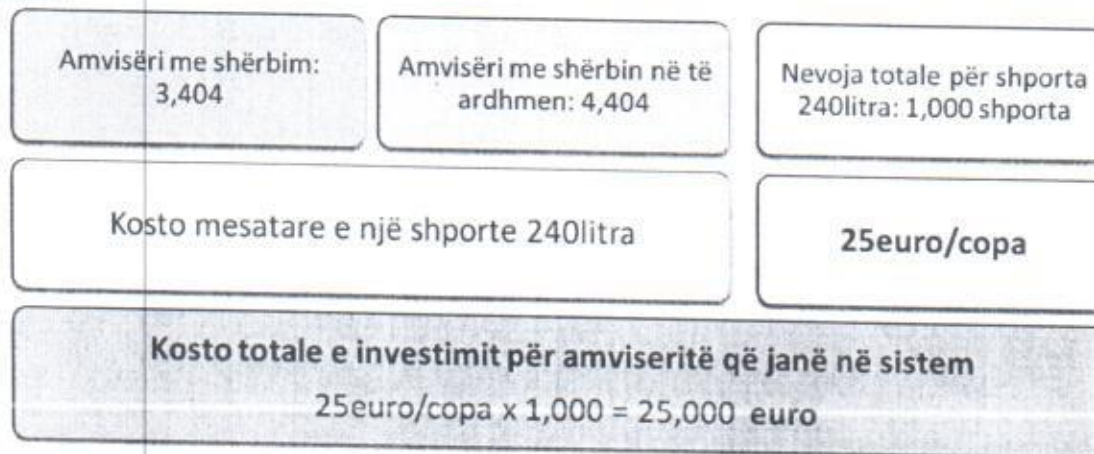 Amvisëri me shërbim:
3,404
Amvisëri me shërbin në të
ardhmen: 4,404
Nevoja totale për shporta
240litra: 1,000 shporta
Kosto mesatare e një shporte 240litra
25euro/copa
Kosto totale e investimit për amviseritë që janë në sistem
25euro/copa x 1,000 = 25,000 euro